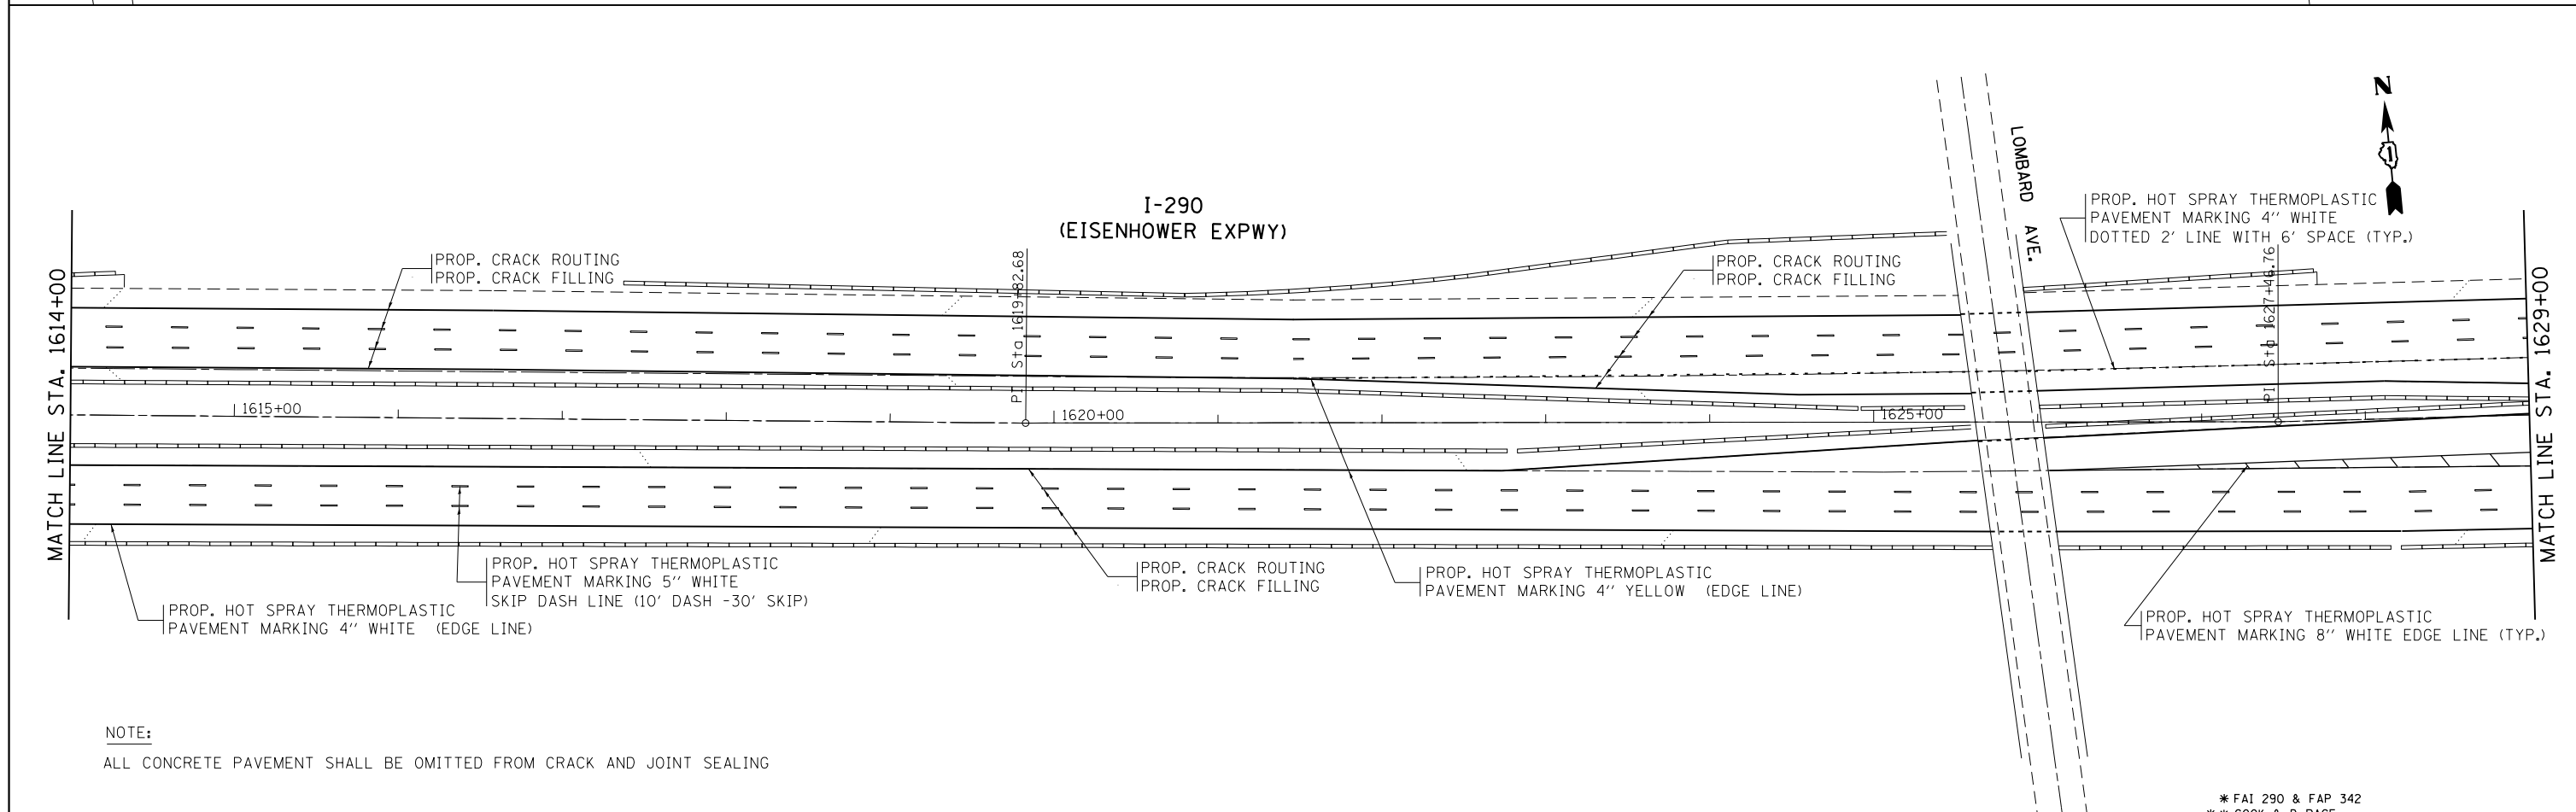 I-290
(EISENHOWER EXPWY)
N
LOMBARD AVE.
PROP. HOT SPRAY THERMOPLASTIC
PAVEMENT MARKING 4'' WHITE
DOTTED 2' LINE WITH 6' SPACE (TYP.)
PROP. CRACK ROUTING
PROP. CRACK FILLING
P.I. Sta 1619+82.68
PROP. CRACK ROUTING
PROP. CRACK FILLING
PI Sta 1627+46.76
MATCH LINE STA. 1614+00
MATCH LINE STA. 1629+00
1615+00
1620+00
1625+00
PROP. HOT SPRAY THERMOPLASTIC
PAVEMENT MARKING 5'' WHITE
SKIP DASH LINE (10' DASH -30' SKIP)
PROP. CRACK ROUTING
PROP. CRACK FILLING
PROP. HOT SPRAY THERMOPLASTIC
PAVEMENT MARKING 4'' YELLOW (EDGE LINE)
PROP. HOT SPRAY THERMOPLASTIC
PAVEMENT MARKING 4'' WHITE (EDGE LINE)
PROP. HOT SPRAY THERMOPLASTIC
PAVEMENT MARKING 8'' WHITE EDGE LINE (TYP.)
NOTE:
ALL CONCRETE PAVEMENT SHALL BE OMITTED FROM CRACK AND JOINT SEALING
* FAI 290 & FAP 342